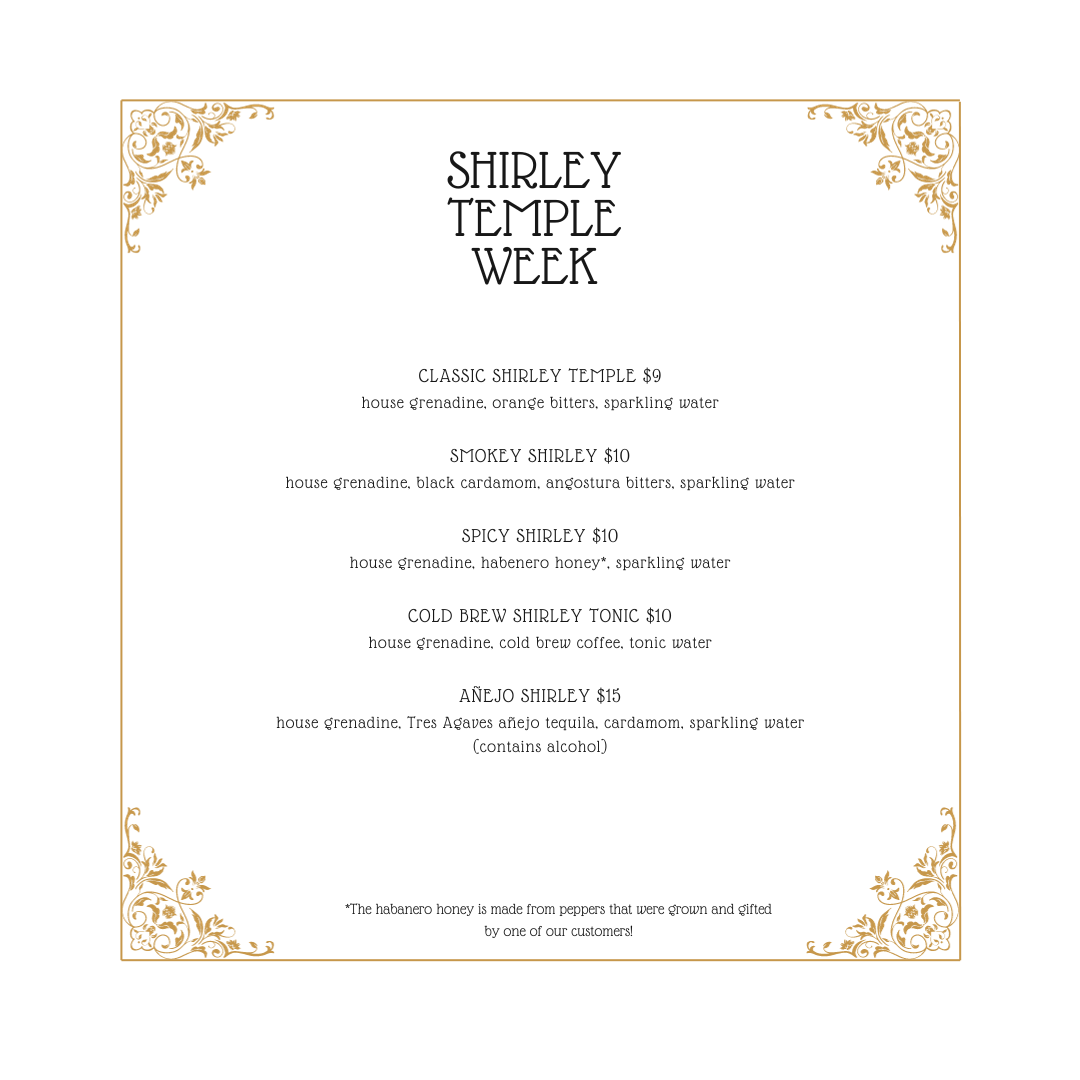 SHIRLEY
TEMPLE
WEEK
CLASSIC SHIRLEY TEMPLE $9
house grenadine, orange bitters, sparkling water
SMOKEY SHIRLEY $10
house grenadine, black cardamom, angostura bitters, sparkling water
SPICY SHIRLEY $10
house grenadine, habenero honey*, sparkling water
COLD BREW SHIRLEY TONIC $10
house grenadine, cold brew coffee, tonic water
AÑEJO SHIRLEY $15
house grenadine, Tres Agaves añejo tequila, cardamom, sparkling water
(contains alcohol)
*The habanero honey is made from peppers that were grown and gifted
by one of our customers!